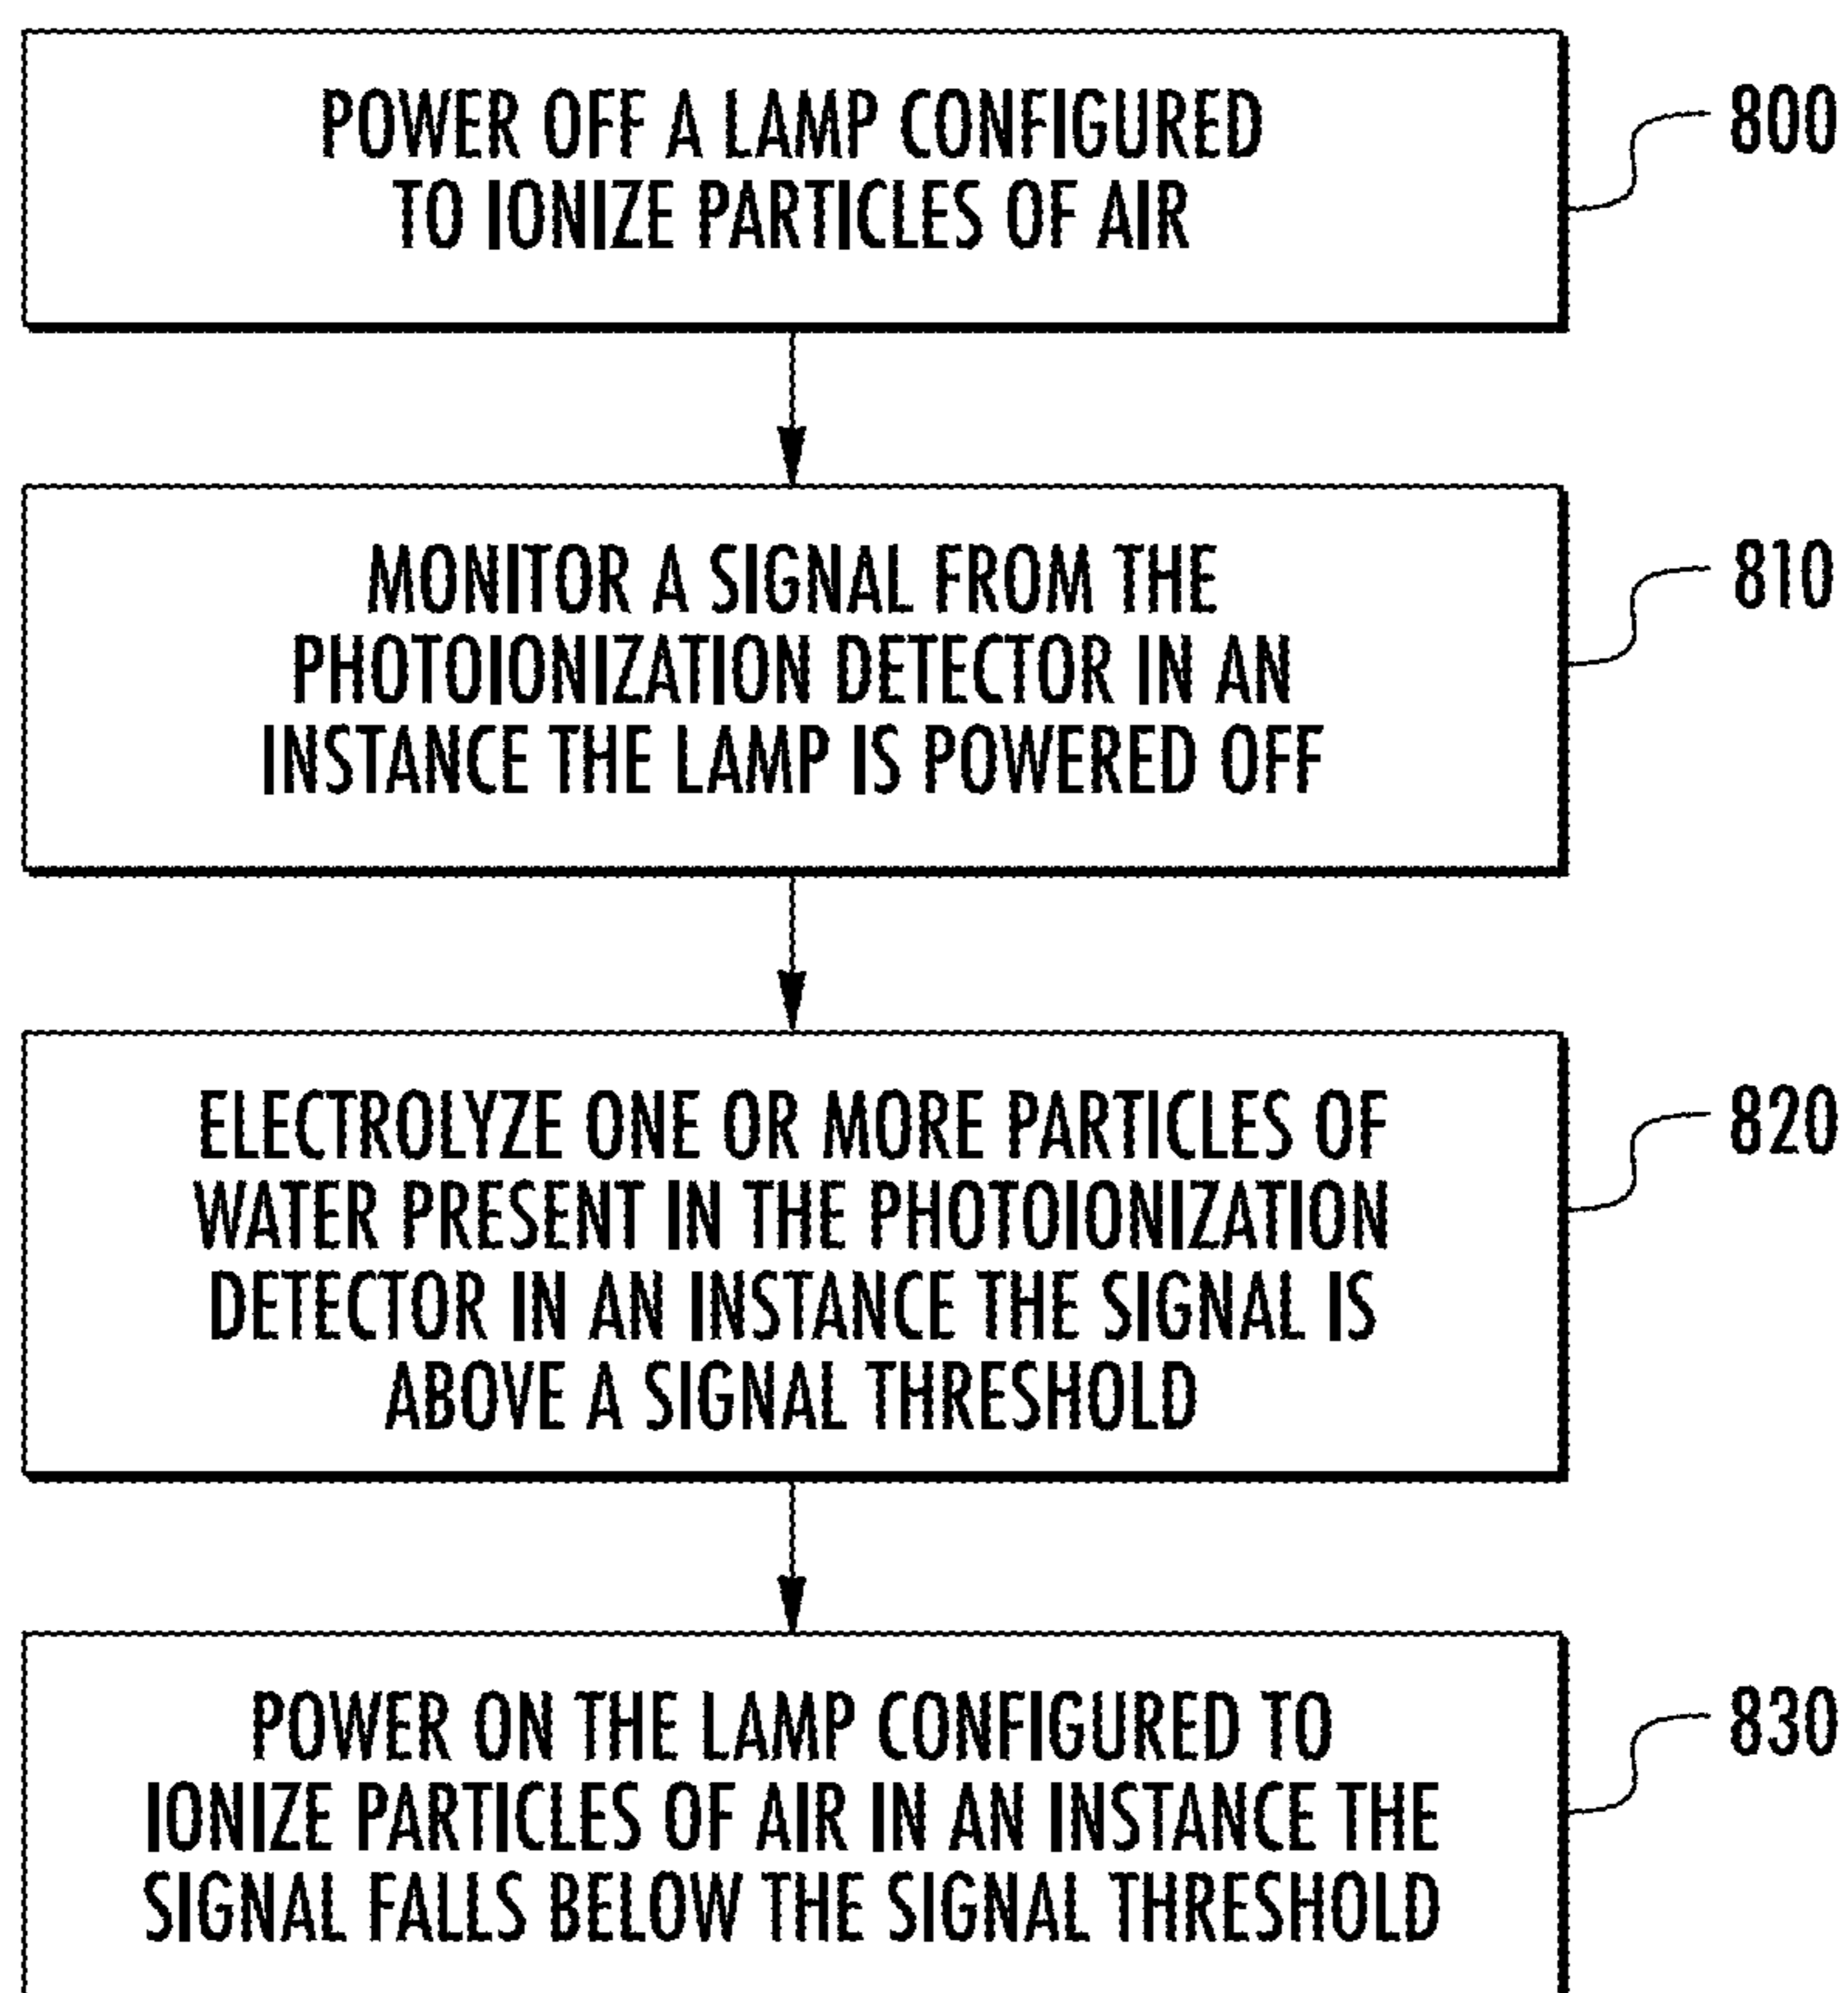 POWER OFF A LAMP CONFIGURED
TO IONIZE PARTICLES OF AIR
800
MONITOR A SIGNAL FROM THE
PHOTOIONIZATION DETECTOR IN AN
INSTANCE THE LAMP IS POWERED OFF
810
ELECTROLYZE ONE OR MORE PARTICLES OF
WATER PRESENT IN THE PHOTOIONIZATION
DETECTOR IN AN INSTANCE THE SIGNAL IS
ABOVE A SIGNAL THRESHOLD
820
POWER ON THE LAMP CONFIGURED TO
IONIZE PARTICLES OF AIR IN AN INSTANCE THE
SIGNAL FALLS BELOW THE SIGNAL THRESHOLD
830